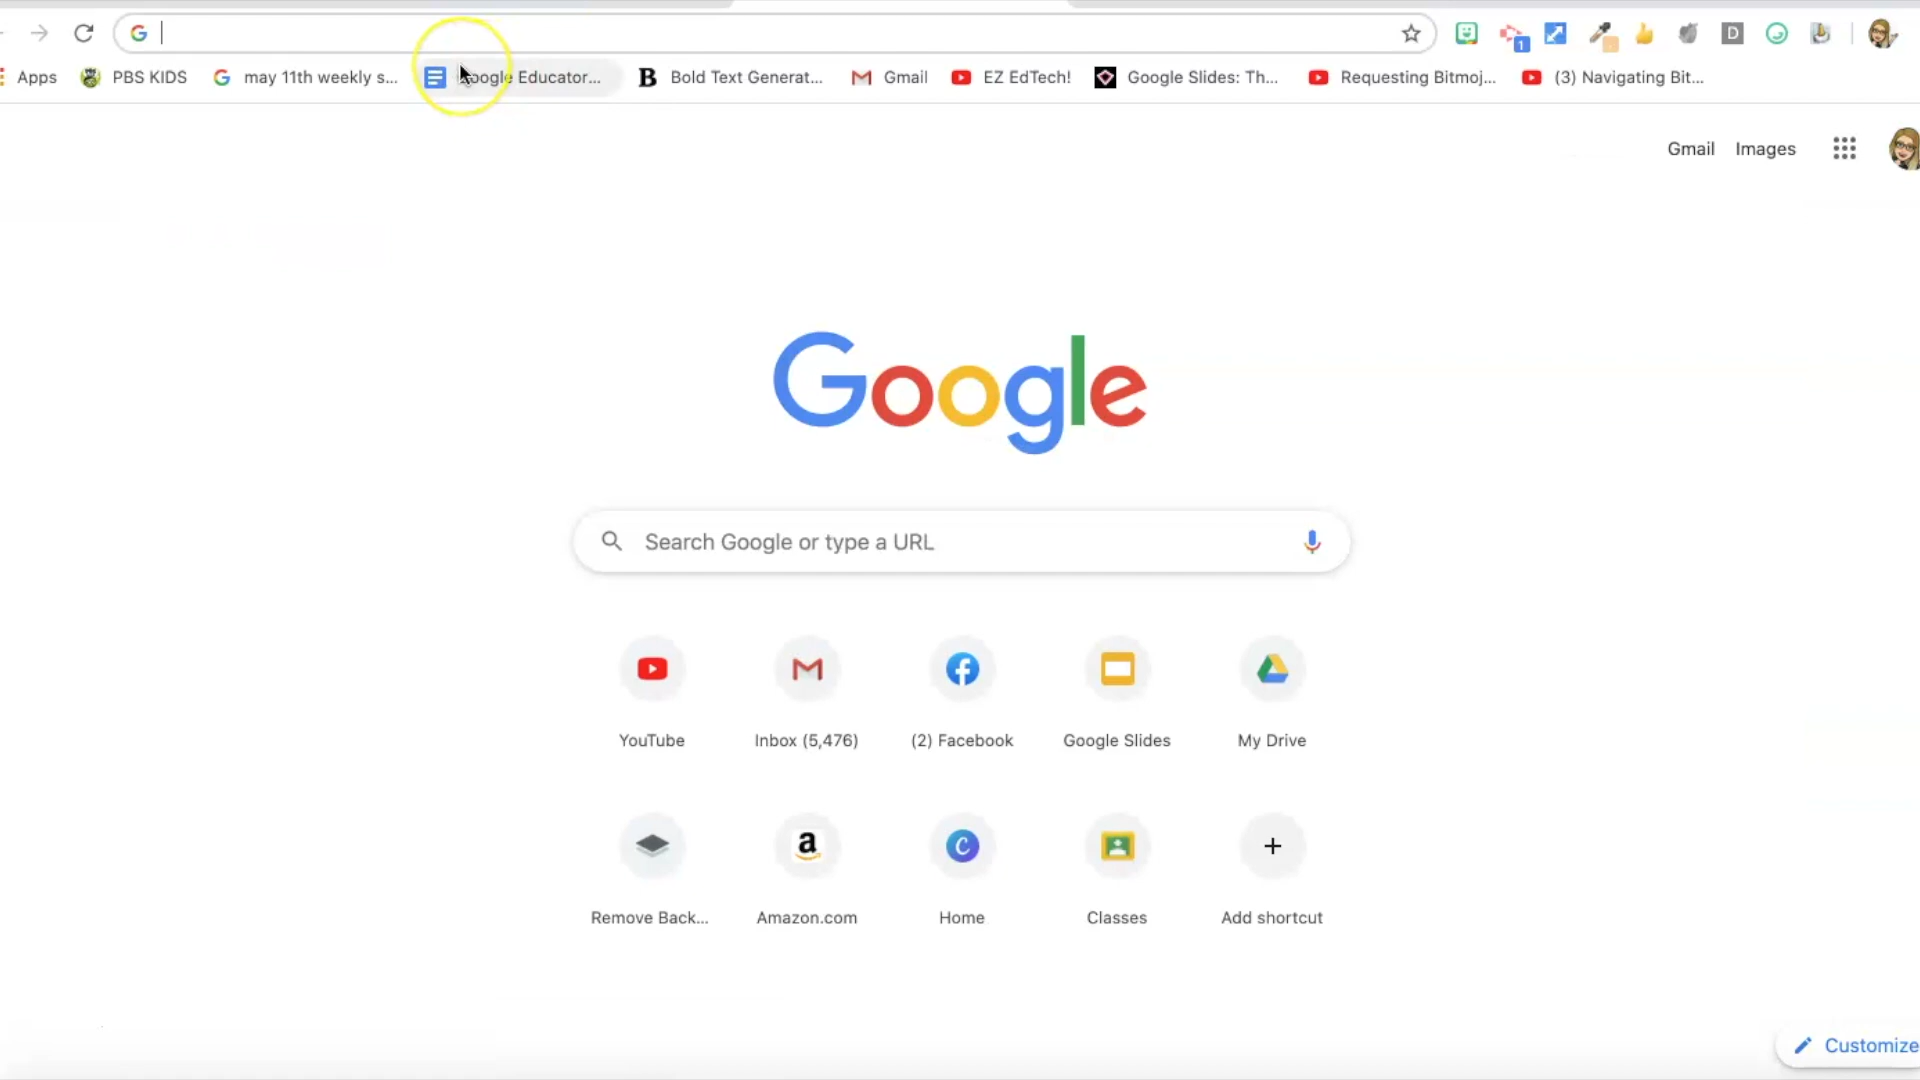 Apps PBS KIDS may 11th weekly s... Google Educator... B Bold Text Generat... Gmail EZ EdTech! Google Slides: Th... Requesting Bitmoj... (3) Navigating Bit...
1
D
Gmail Images
Google
Search Google or type a URL
YouTube Inbox (5,476) (2) Facebook Google Slides My Drive
Remove Back... Amazon.com Home Classes Add shortcut
Customize